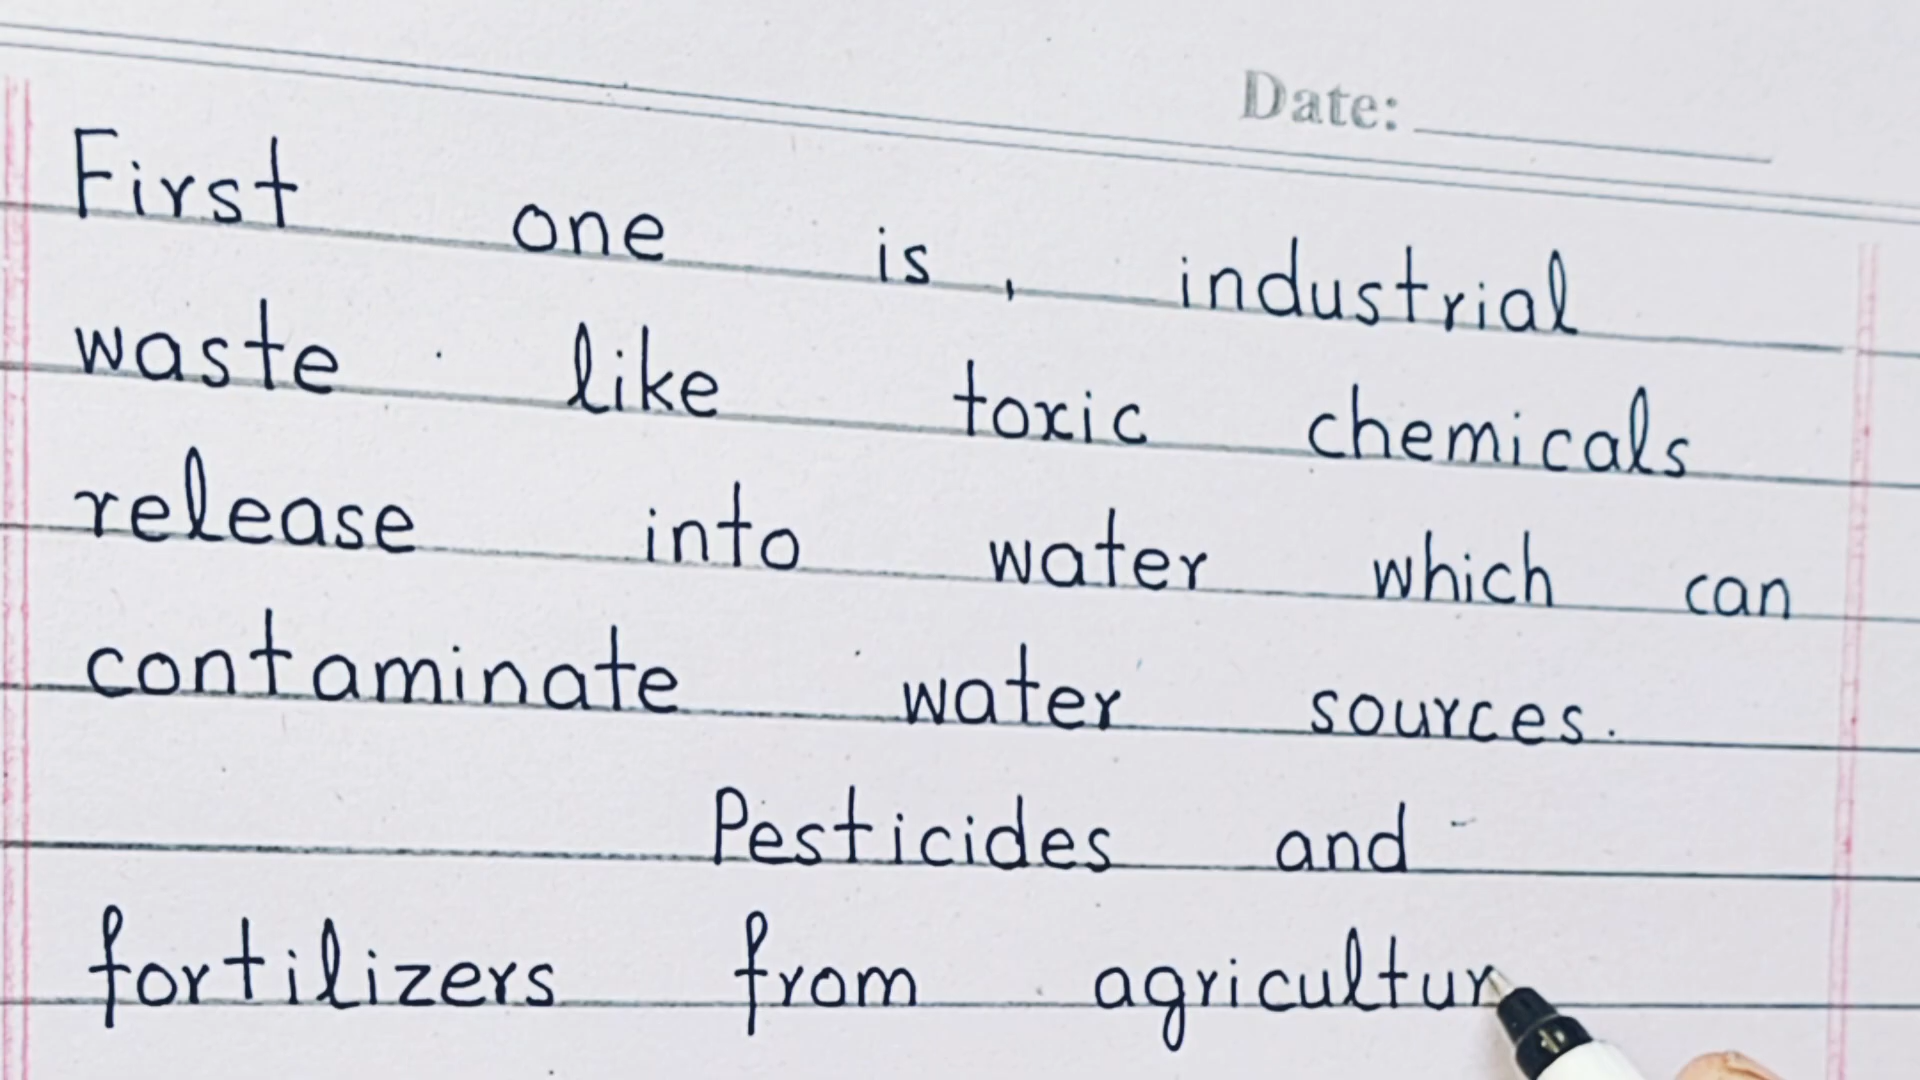 Date:
First one is, industrial
waste like toxic chemicals
release into water which can
contaminate water sources.
Pesticides and
fortilizers from agricultur